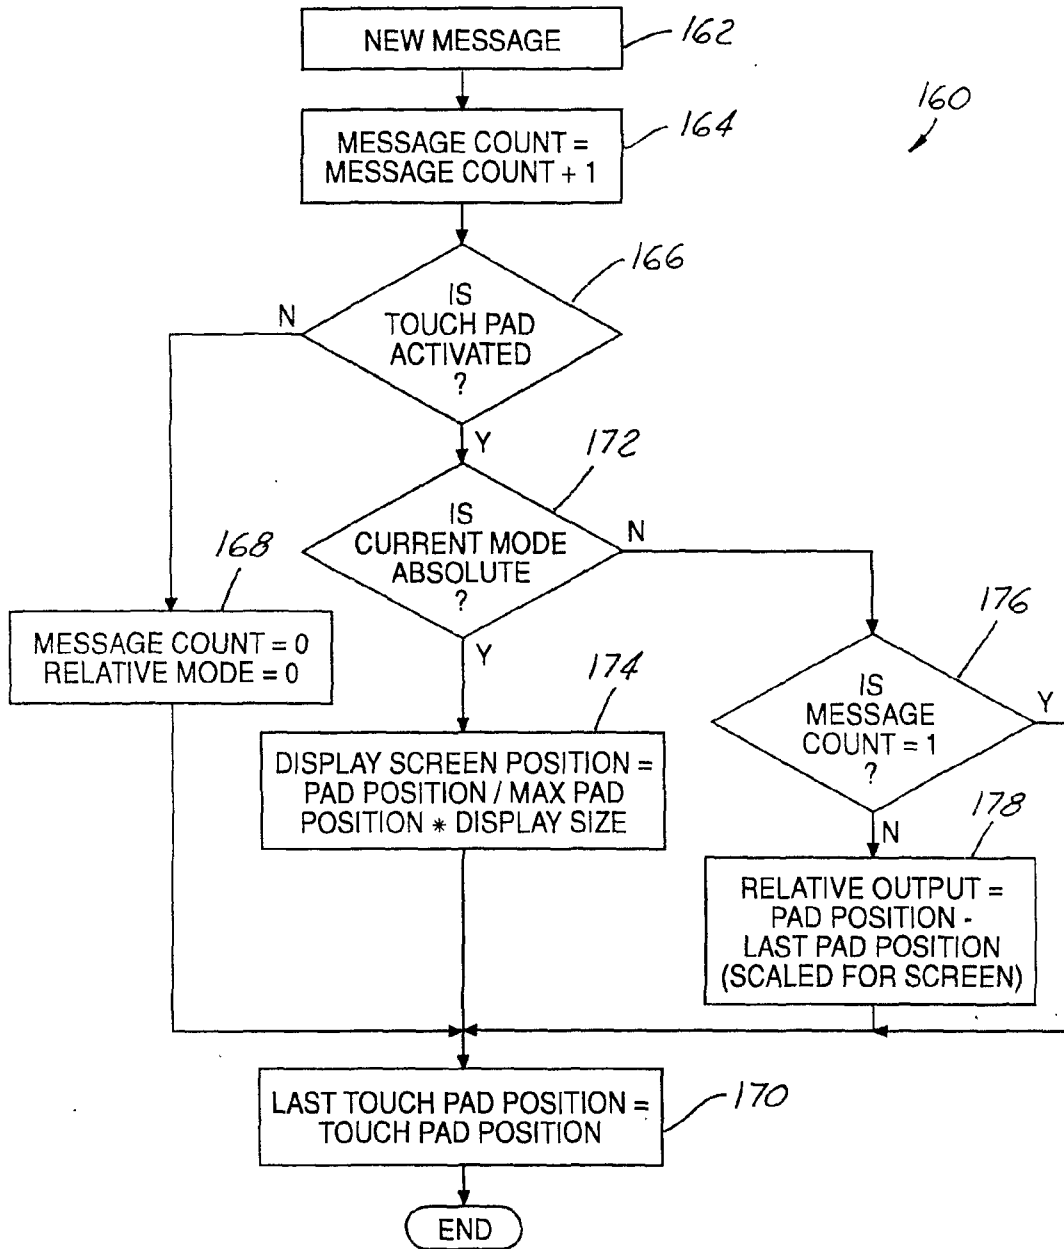 NEW MESSAGE
162
160
MESSAGE COUNT =
MESSAGE COUNT + 1
164
IS
TOUCH PAD
ACTIVATED
?
166
N
Y
172
IS
CURRENT MODE
ABSOLUTE
?
N
Y
168
MESSAGE COUNT = 0
RELATIVE MODE = 0
174
DISPLAY SCREEN POSITION =
PAD POSITION / MAX PAD
POSITION * DISPLAY SIZE
176
IS
MESSAGE
COUNT = 1
?
Y
N
178
RELATIVE OUTPUT =
PAD POSITION -
LAST PAD POSITION
(SCALED FOR SCREEN)
LAST TOUCH PAD POSITION =
TOUCH PAD POSITION
170
END